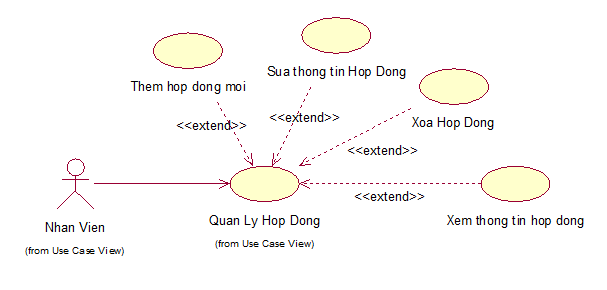 Sua thong tin Hop Dong
Them hop dong moi
<<extend>>
<<extend>>
Xoa Hop Dong
<<extend>>
<<extend>>
Nhan Vien
(from Use Case View)
Quan Ly Hop Dong
(from Use Case View)
Xem thong tin hop dong